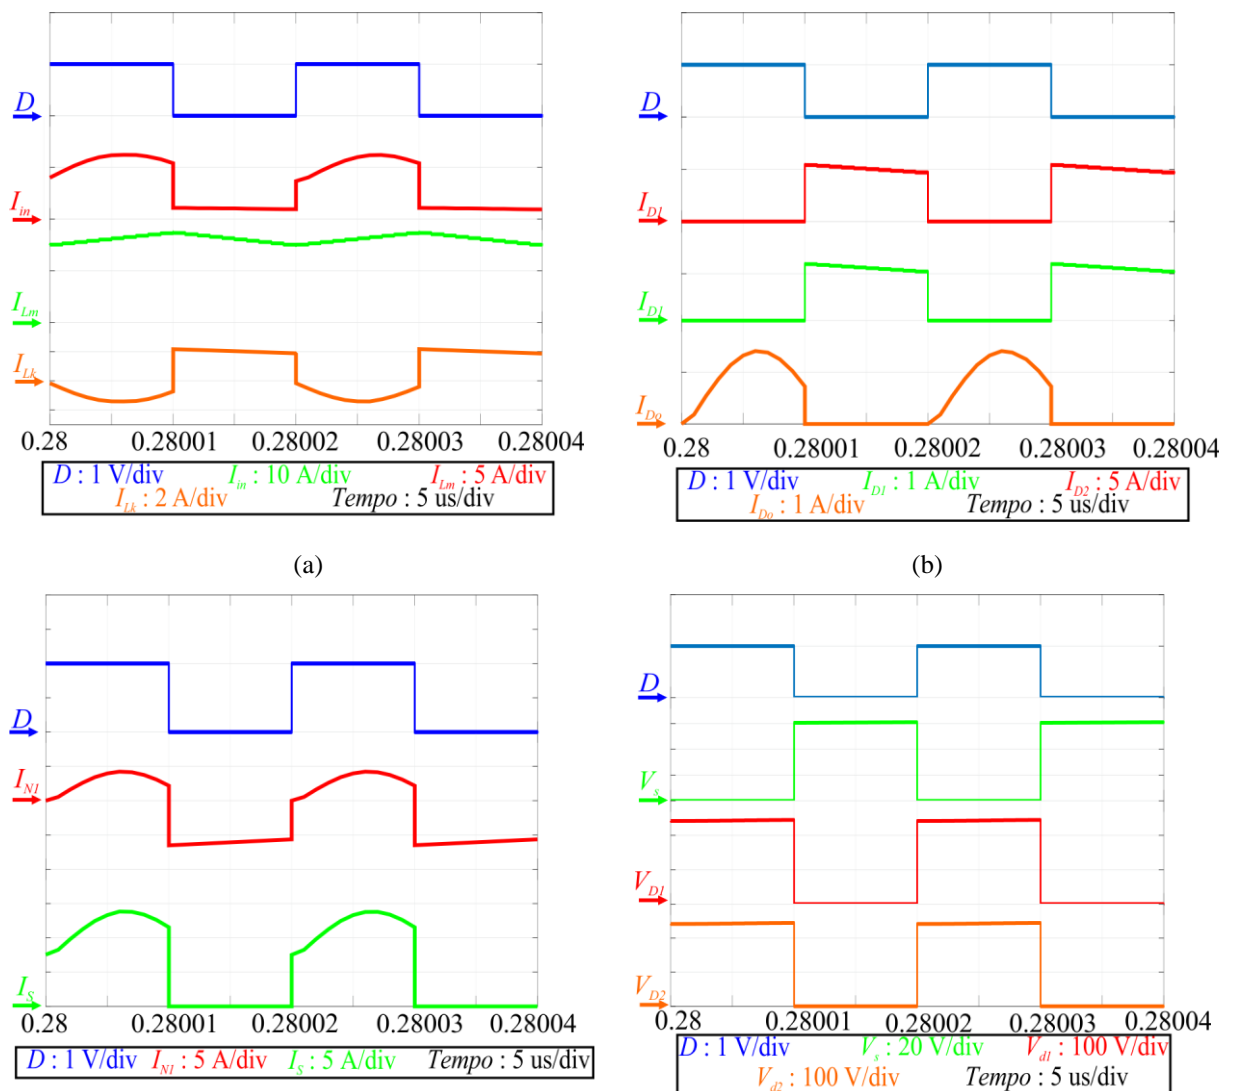 D
I_in
I_Lm
I_Lk
0.28 0.28001 0.28002 0.28003 0.28004
D : 1 V/div I_in : 10 A/div I_Lm : 5 A/div
I_Lk : 2 A/div Tempo : 5 us/div
(a)
D
I_D1
I_D1
I_Do
0.28 0.28001 0.28002 0.28003 0.28004
D : 1 V/div I_D1 : 1 A/div I_D2 : 5 A/div
I_Do : 1 A/div Tempo : 5 us/div
(b)
D
I_N1
I_S
0.28 0.28001 0.28002 0.28003 0.28004
D : 1 V/div I_N1 : 5 A/div I_S : 5 A/div Tempo : 5 us/div
D
V_s
V_D1
V_D2
0.28 0.28001 0.28002 0.28003 0.28004
D : 1 V/div V_s : 20 V/div V_d1 : 100 V/div
V_d2 : 100 V/div Tempo : 5 us/div